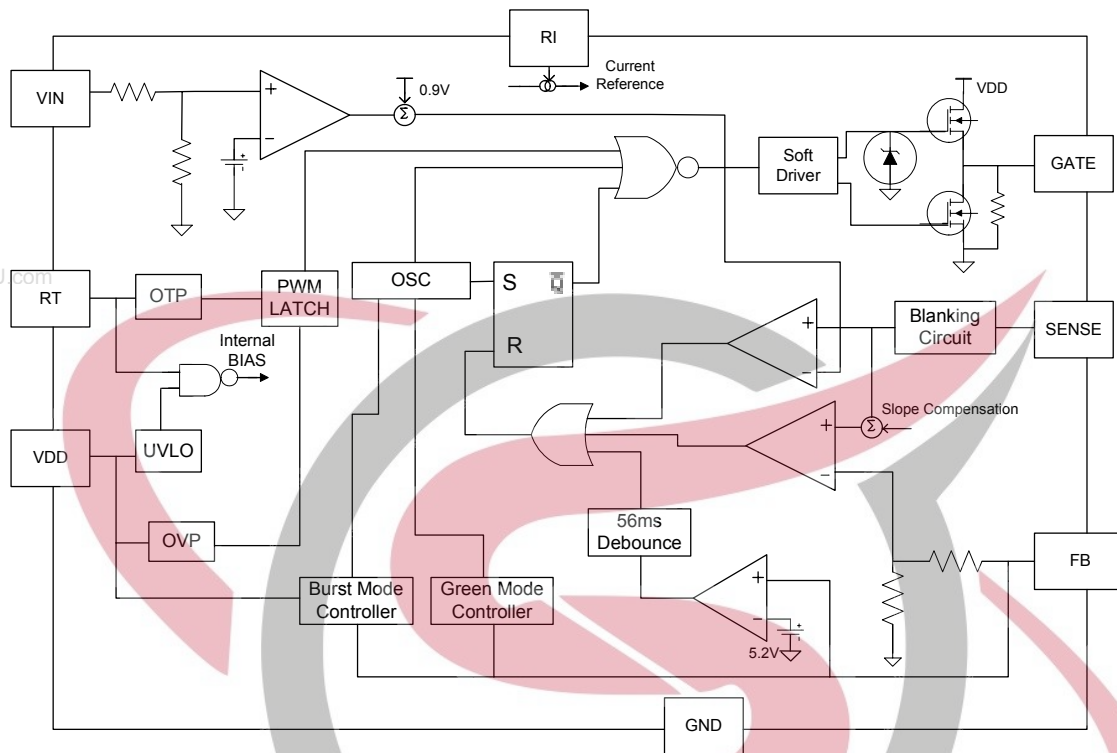 RI
VIN
Current
Reference
0.9V
Σ
+
−
+
VDD
Soft
Driver
GATE
J.com
RT
OTP
PWM
LATCH
OSC
S
Q
R
Blanking
Circuit
SENSE
+
−
Internal
BIAS
Slope Compensation
Σ
+
−
VDD
UVLO
OVP
56ms
Debounce
FB
Burst Mode
Controller
Green Mode
Controller
+
−
+
5.2V
GND